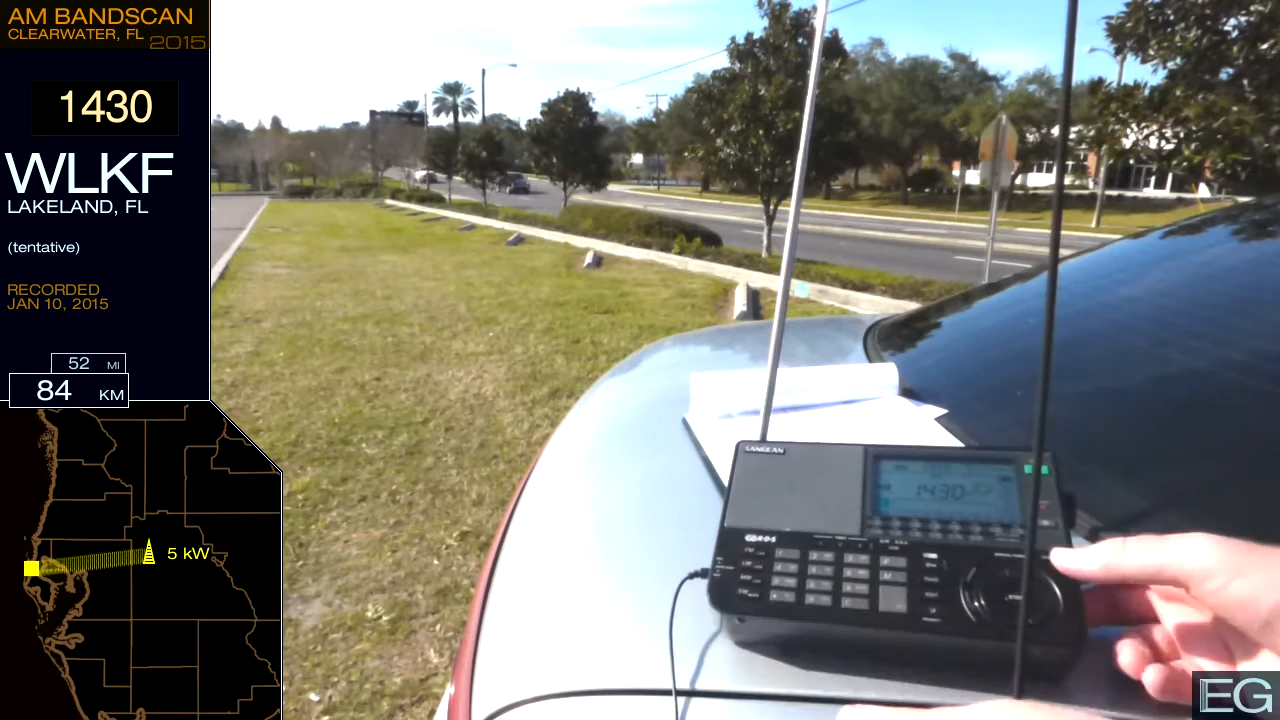 AM BANDSCAN
CLEARWATER, FL
2015
1430
WLKF
LAKELAND, FL
(tentative)
RECORDED
JAN 10, 2015
52 MI
84 KM
5 kW
SANGEAN
1430
EG